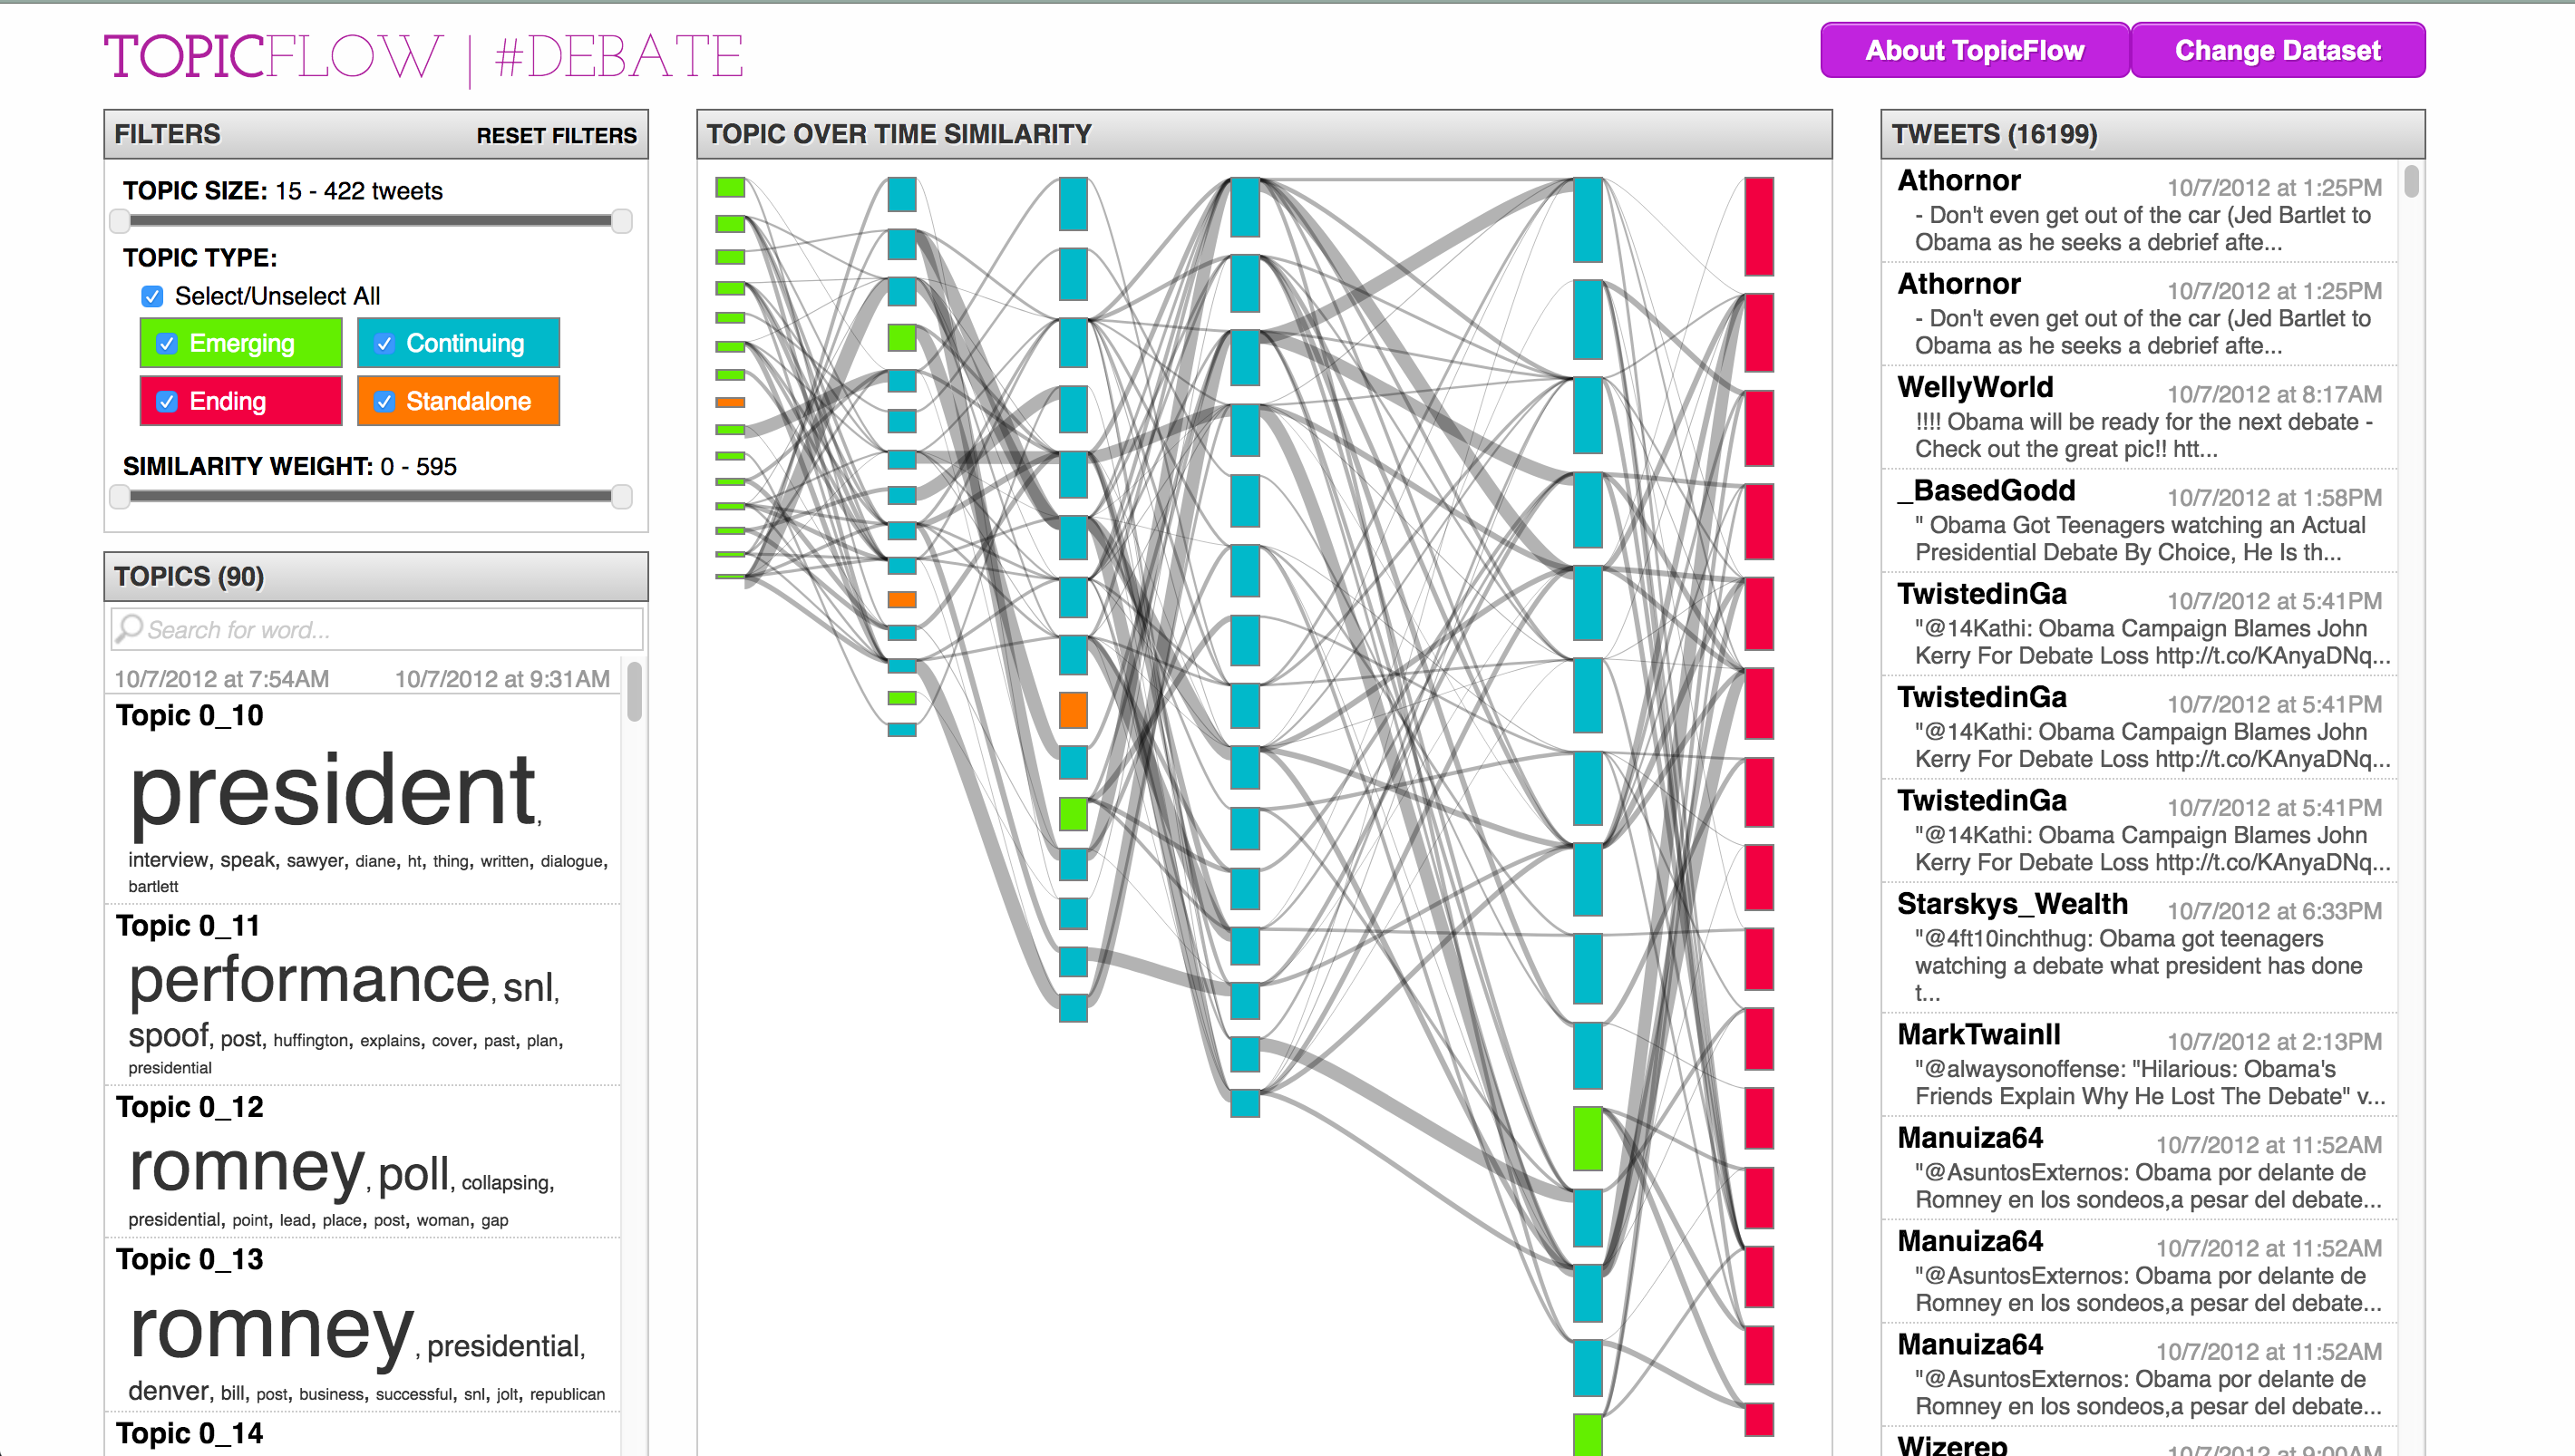 TOPICFLOW | #DEBATE
About TopicFlow
Change Dataset
FILTERS
RESET FILTERS
TOPIC SIZE: 15 - 422 tweets
TOPIC TYPE:
Select/Unselect All
Emerging
Continuing
Ending
Standalone
SIMILARITY WEIGHT: 0 - 595
TOPICS (90)
Search for word...
10/7/2012 at 7:54AM
10/7/2012 at 9:31AM
Topic 0_10
president,
interview, speak, sawyer, diane, ht, thing, written, dialogue,
bartlett
Topic 0_11
performance, snl,
spoof, post, huffington, explains, cover, past, plan,
presidential
Topic 0_12
romney, poll, collapsing,
presidential, point, lead, place, post, woman, gap
Topic 0_13
romney, presidential,
denver, bill, post, business, successful, snl, jolt, republican
Topic 0_14
TOPIC OVER TIME SIMILARITY
TWEETS (16199)
Athornor 10/7/2012 at 1:25PM
- Don't even get out of the car (Jed Bartlet to
Obama as he seeks a debrief afte...
Athornor 10/7/2012 at 1:25PM
- Don't even get out of the car (Jed Bartlet to
Obama as he seeks a debrief afte...
WellyWorld 10/7/2012 at 8:17AM
!!!! Obama will be ready for the next debate -
Check out the great pic!! htt...
_BasedGodd 10/7/2012 at 1:58PM
" Obama Got Teenagers watching an Actual
Presidential Debate By Choice, He Is th...
TwistedinGa 10/7/2012 at 5:41PM
"@14Kathi: Obama Campaign Blames John
Kerry For Debate Loss http://t.co/KAnyaDNq...
TwistedinGa 10/7/2012 at 5:41PM
"@14Kathi: Obama Campaign Blames John
Kerry For Debate Loss http://t.co/KAnyaDNq...
TwistedinGa 10/7/2012 at 5:41PM
"@14Kathi: Obama Campaign Blames John
Kerry For Debate Loss http://t.co/KAnyaDNq...
Starskys_Wealth 10/7/2012 at 6:33PM
"@4ft10inchthug: Obama got teenagers
watching a debate what president has done
t...
MarkTwainII 10/7/2012 at 2:13PM
"@alwaysonoffense: "Hilarious: Obama's
Friends Explain Why He Lost The Debate" v...
Manuiza64 10/7/2012 at 11:52AM
"@AsuntosExternos: Obama por delante de
Romney en los sondeos,a pesar del debate...
Manuiza64 10/7/2012 at 11:52AM
"@AsuntosExternos: Obama por delante de
Romney en los sondeos,a pesar del debate...
Manuiza64 10/7/2012 at 11:52AM
"@AsuntosExternos: Obama por delante de
Romney en los sondeos,a pesar del debate...
Wizerep 10/7/2012 at 9:00AM